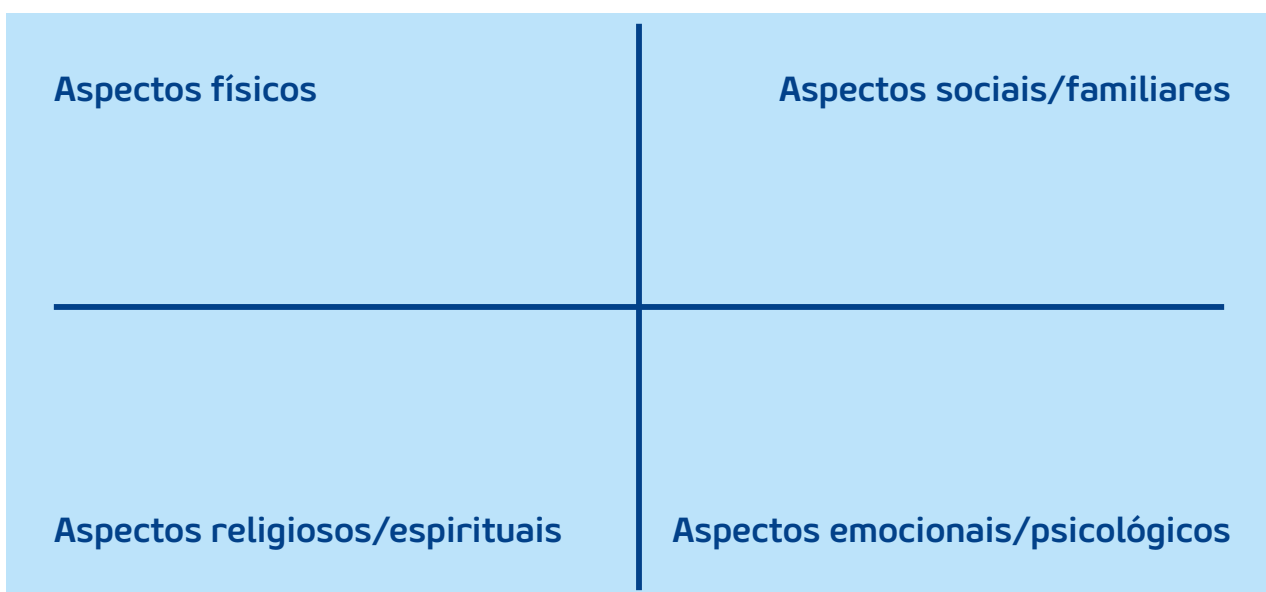 Aspectos físicos
Aspectos sociais/familiares
Aspectos religiosos/espirituais
Aspectos emocionais/psicológicos